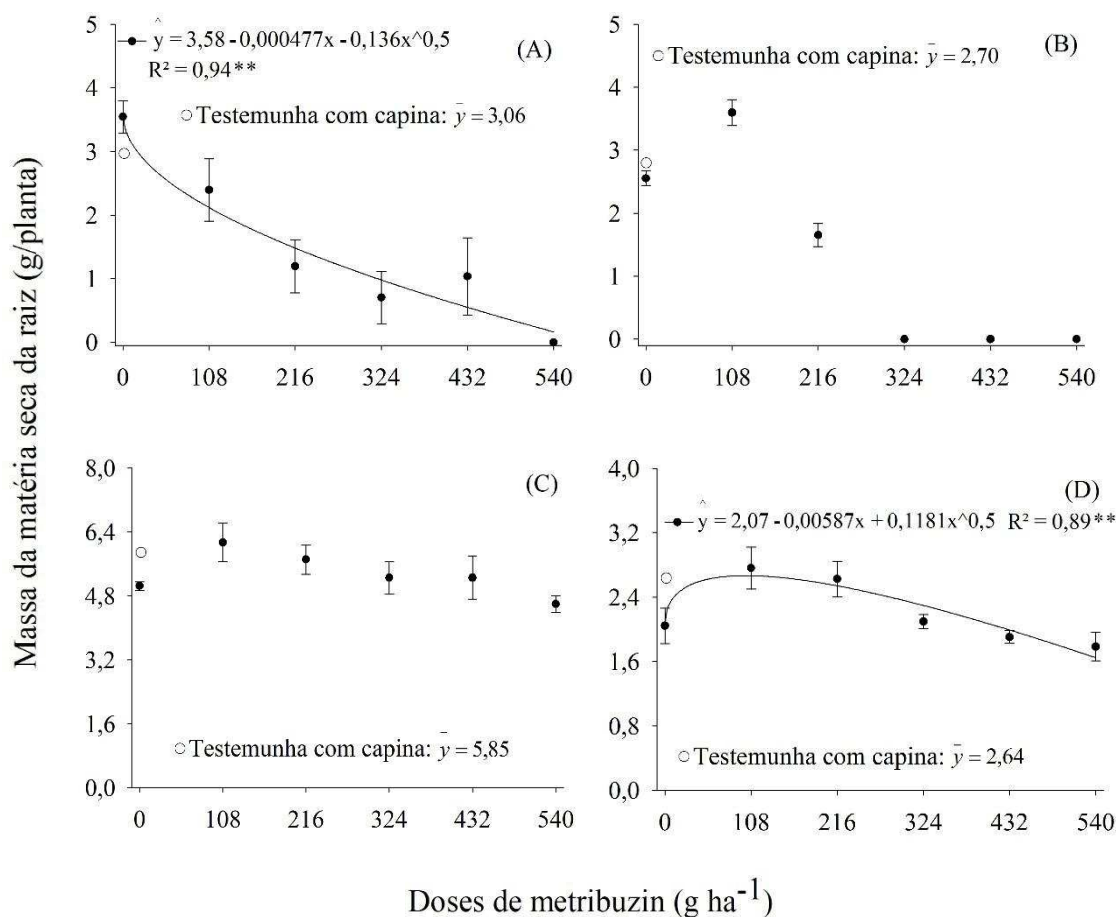 Massa da matéria seca da raiz (g/planta)
5
4
3
2
1
0
^
y = 3,58 - 0,000477x - 0,136x^0,5
R² = 0,94**
(A)
Testemunha com capina: y̅ = 3,06
0 108 216 324 432 540
5
4
3
2
1
0
(B)
Testemunha com capina: y̅ = 2,70
0 108 216 324 432 540
8,0
6,4
4,8
3,2
1,6
0,0
(C)
Testemunha com capina: y̅ = 5,85
0 108 216 324 432 540
4,0
3,2
2,4
1,6
0,8
0,0
(D)
^
y = 2,07 - 0,00587x + 0,1181x^0,5 R² = 0,89**
Testemunha com capina: y̅ = 2,64
0 108 216 324 432 540
Doses de metribuzin (g ha⁻¹)